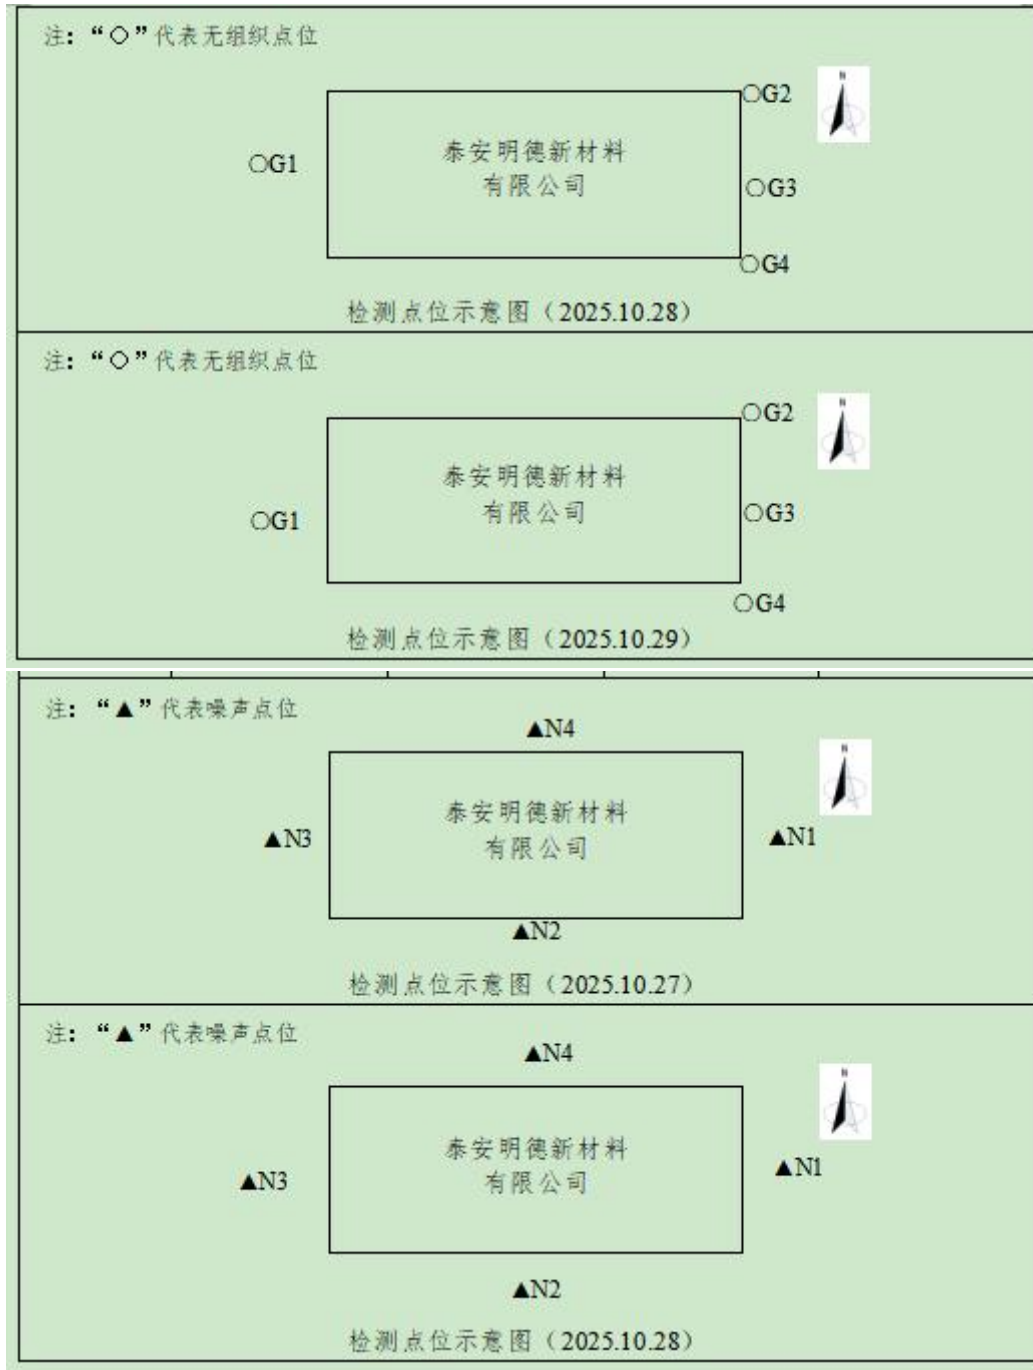 注：“○”代表无组织点位
N
○G2
泰安明德新材料
○G1
有限公司
○G3
○G4
检测点位示意图（2025.10.28）
注：“○”代表无组织点位
N
○G2
泰安明德新材料
○G1
有限公司
○G3
○G4
检测点位示意图（2025.10.29）
注：“▲”代表噪声点位
▲N4
N
泰安明德新材料
▲N3
有限公司
▲N1
▲N2
检测点位示意图（2025.10.27）
注：“▲”代表噪声点位
▲N4
N
泰安明德新材料
▲N3
有限公司
▲N1
▲N2
检测点位示意图（2025.10.28）